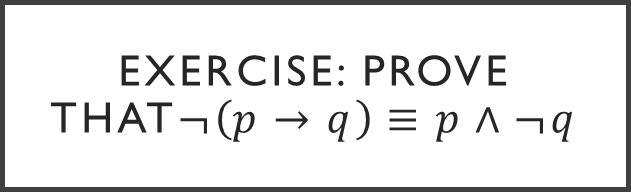 EXERCISE: PROVE
THAT ¬(p → q) ≡ p ∧ ¬q